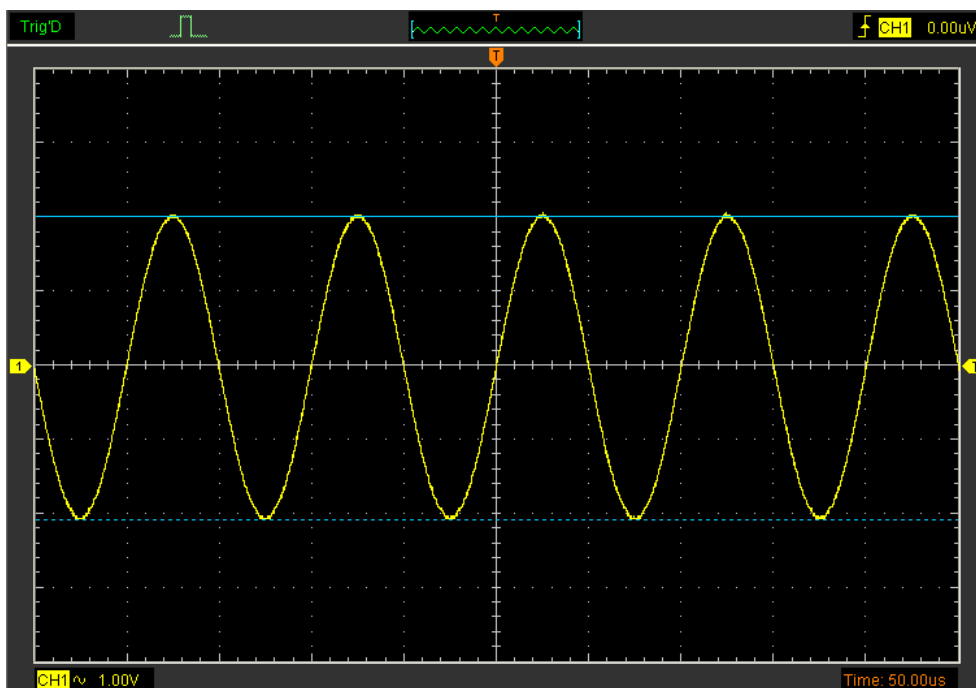 Trig'D
T
CH1 0.00uV
T
1
T
CH1 ~ 1.00V
Time: 50.00us